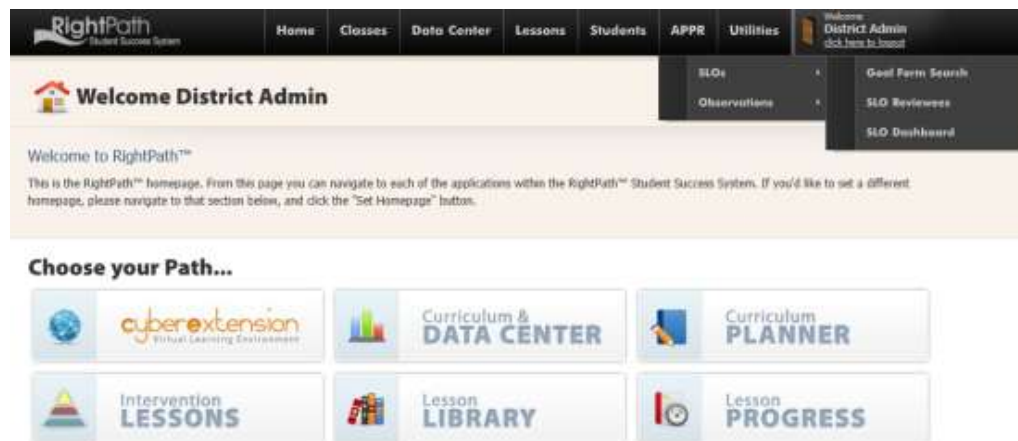 RightPath
Student Success System
Home Classes Data Center Lessons Students APPR Utilities
Welcome
District Admin
click here to logout
SLOs
Observations
Goal Form Search
SLO Reviewees
SLO Dashboard
Welcome District Admin
Welcome to RightPath™
This is the RightPath™ homepage. From this page you can navigate to each of the applications within the RightPath™ Student Success System. If you'd like to set a different
homepage, please navigate to that section below, and click the "Set Homepage" button.
Choose your Path...
cyberextension
Virtual Learning Environment
Curriculum &
DATA CENTER
Curriculum
PLANNER
Intervention
LESSONS
Lesson
LIBRARY
Lesson
PROGRESS